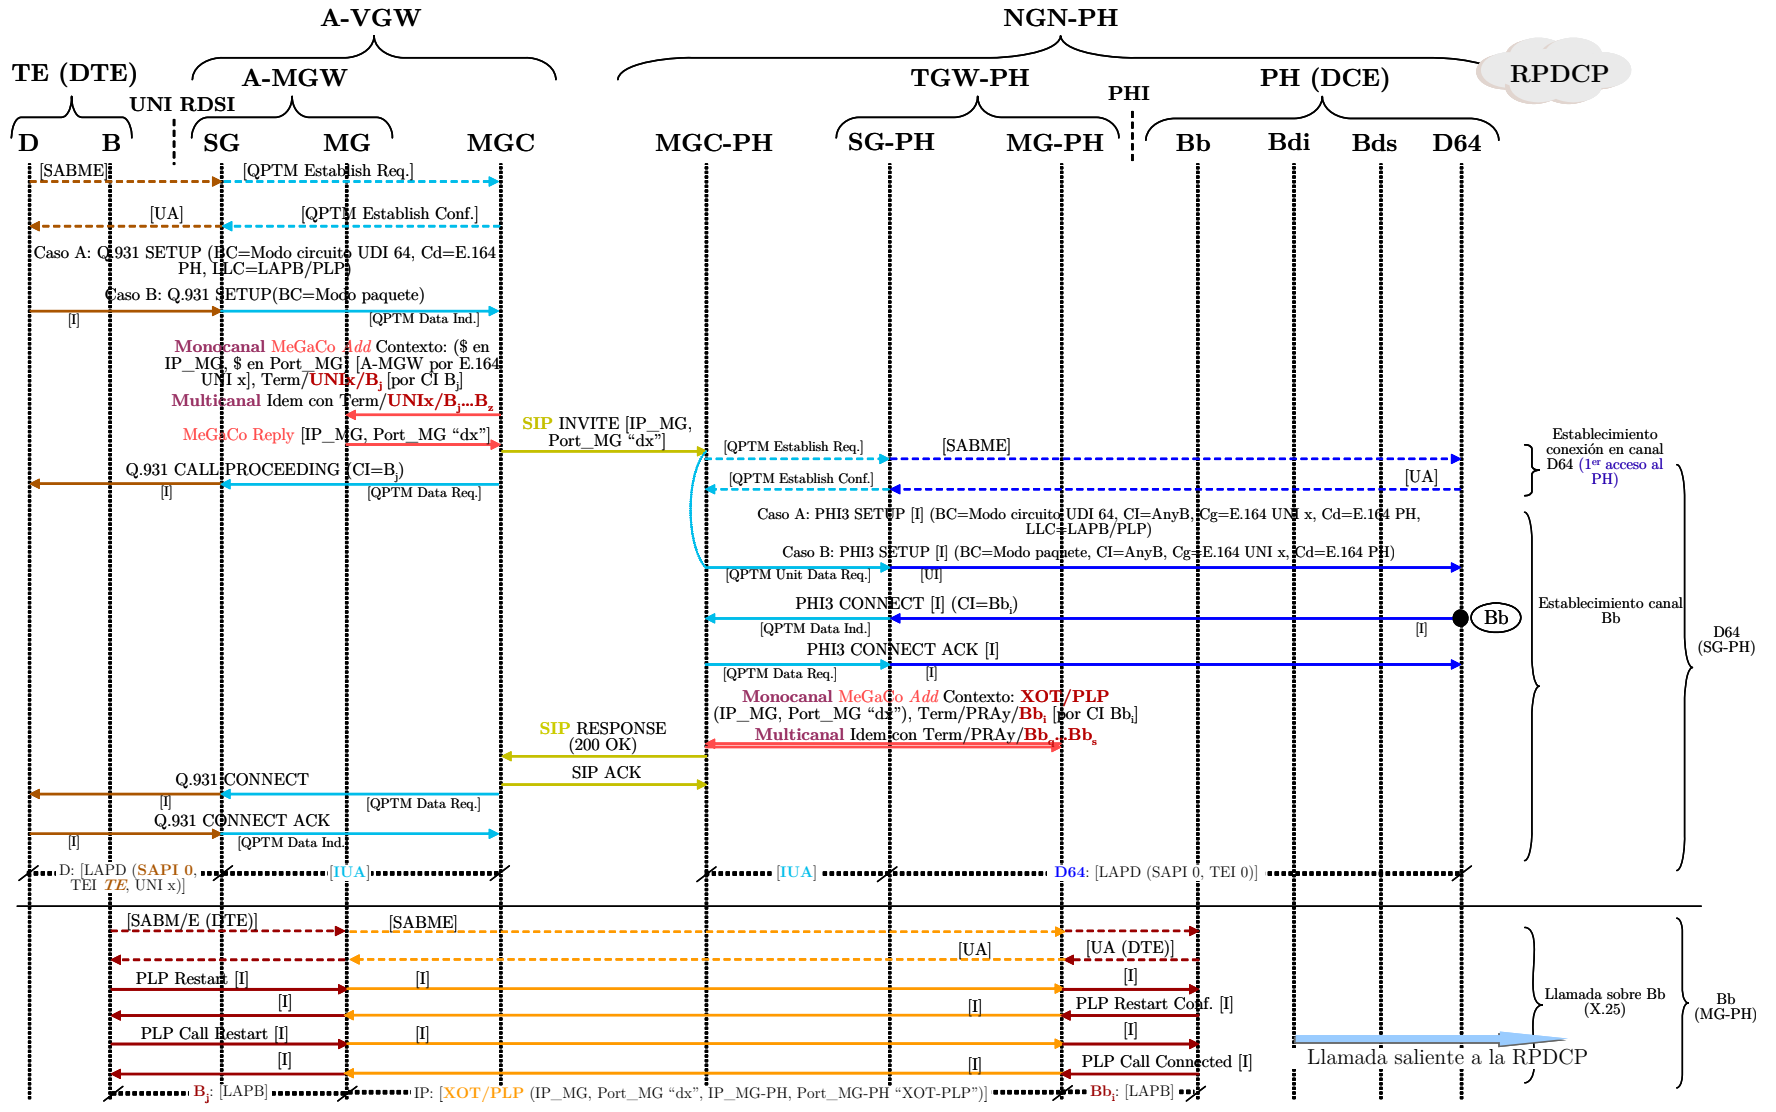 A-VGW
NGN-PH
TE (DTE)
A-MGW
TGW-PH
PH (DCE)
RPDCP
UNI RDSI
PHI
D
B
SG
MG
MGC
MGC-PH
SG-PH
MG-PH
Bb
Bdi
Bds
D64
[SABME]
[QPTM Establish Req.]
[UA]
[QPTM Establish Conf.]
Caso A: Q.931 SETUP (BC=Modo circuito UDI 64, Cd=E.164
PH, LLC=LAPB/PLP)
Caso B: Q.931 SETUP(BC=Modo paquete)
[I]
[QPTM Data Ind.]
Monocanal MeGaCo Add Contexto: ($ en
IP_MG, $ en Port_MG) [A-MGW por E.164
UNI x], Term/UNIx/Bj [por CI Bj]
Multicanal Idem con Term/UNIx/Bj...Bz
MeGaCo Reply [IP_MG, Port_MG “dx”]
SIP INVITE [IP_MG,
Port_MG “dx”]
Q.931 CALL PROCEEDING (CI=Bj)
[I]
[QPTM Data Req.]
[QPTM Establish Req.]
[SABME]
[QPTM Establish Conf.]
[UA]
Establecimiento
conexión en canal
D64 (1er acceso al
PH)
Caso A: PHI3 SETUP [I] (BC=Modo circuito UDI 64, CI=AnyB, Cg=E.164 UNI x, Cd=E.164 PH,
LLC=LAPB/PLP)
Caso B: PHI3 SETUP [I] (BC=Modo paquete, CI=AnyB, Cg=E.164 UNI x, Cd=E.164 PH)
[QPTM Unit Data Req.]
[UI]
PHI3 CONNECT [I] (CI=Bbi)
[QPTM Data Ind.]
[I]
Bb
Establecimiento canal
Bb
D64
(SG-PH)
PHI3 CONNECT ACK [I]
[QPTM Data Req.]
[I]
Monocanal MeGaCo Add Contexto: XOT/PLP
(IP_MG, Port_MG “dx”), Term/PRAy/Bbi [por CI Bbi]
Multicanal Idem con Term/PRAy/Bbq...Bbs
SIP RESPONSE
(200 OK)
SIP ACK
Q.931 CONNECT
[I]
[QPTM Data Req.]
Q.931 CONNECT ACK
[I]
[QPTM Data Ind.
D: [LAPD (SAPI 0,
TEI TE, UNI x)]
[IUA]
[IUA]
D64: [LAPD (SAPI 0, TEI 0)]
[SABM/E (DTE)]
[SABME]
[UA]
[UA (DTE)]
PLP Restart [I]
[I]
[I]
[I]
[I]
PLP Restart Conf. [I]
PLP Call Restart [I]
[I]
[I]
[I]
[I]
PLP Call Connected [I]
Llamada sobre Bb
(X.25)
Bb
(MG-PH)
Llamada saliente a la RPDCP
Bj: [LAPB]
IP: [XOT/PLP (IP_MG, Port_MG “dx”, IP_MG-PH, Port_MG-PH “XOT-PLP”)]
Bbi: [LAPB]